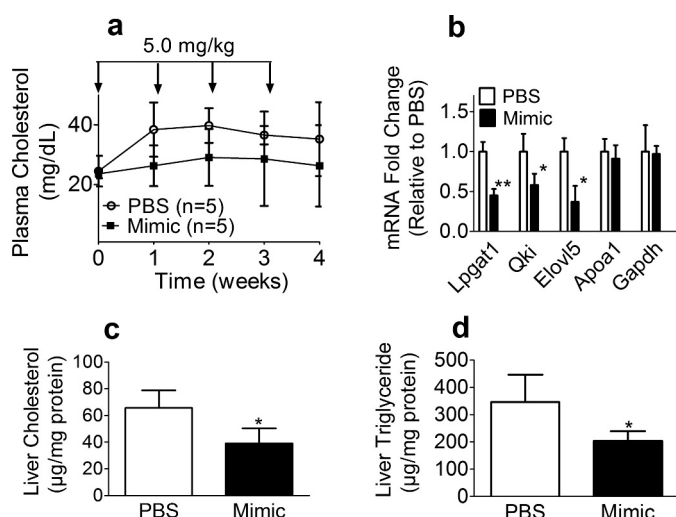 a
5.0 mg/kg
Plasma Cholesterol
(mg/dL)
40
20
PBS (n=5)
Mimic (n=5)
0 1 2 3 4
Time (weeks)
b
mRNA Fold Change
(Relative to PBS)
1.5
1.0
0.5
0.0
PBS
Mimic
**
*
*
Lpgat1
Qki
Elovl5
Apoa1
Gapdh
c
Liver Cholesterol
(µg/mg protein)
100
80
60
40
20
0
*
PBS Mimic
d
Liver Triglyceride
(µg/mg protein)
500
400
300
200
100
0
*
PBS Mimic